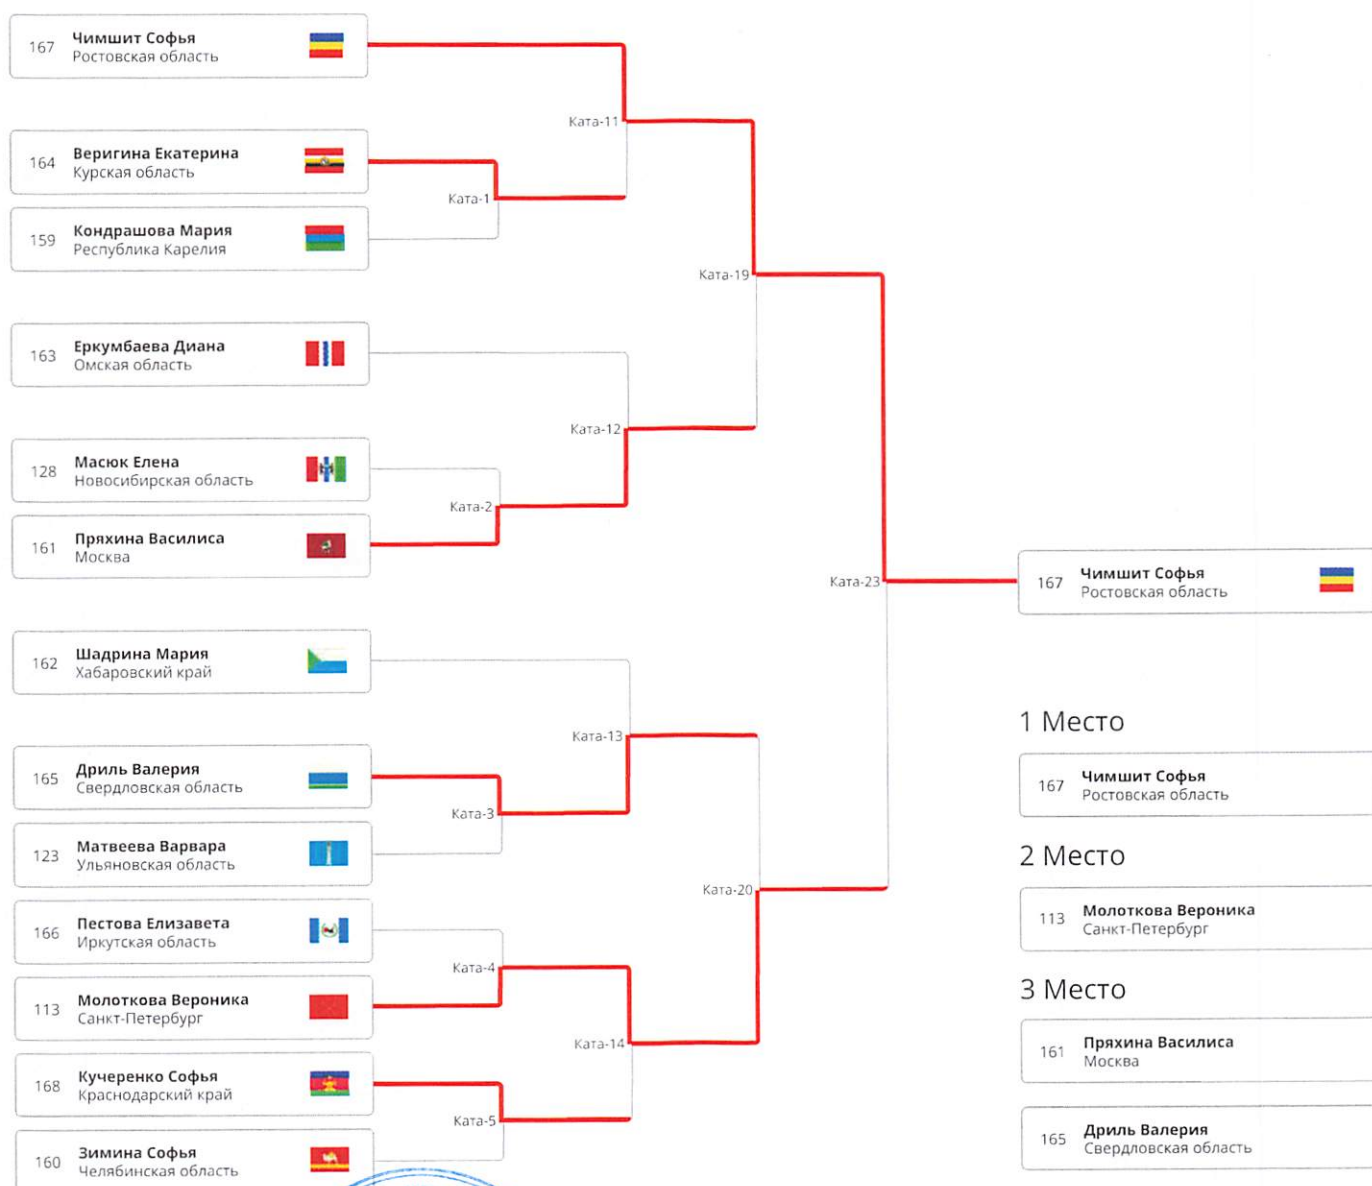 167 Чимшит Софья
Ростовская область
Ката-11
164 Веригина Екатерина
Курская область
Ката-1
159 Кондрашова Мария
Республика Карелия
Ката-19
163 Еркумбаева Диана
Омская область
Ката-12
128 Масюк Елена
Новосибирская область
Ката-2
161 Пряхина Василиса
Москва
Ката-23
167 Чимшит Софья
Ростовская область
162 Шадрина Мария
Хабаровский край
Ката-13
165 Дриль Валерия
Свердловская область
Ката-3
123 Матвеева Варвара
Ульяновская область
Ката-20
166 Пестова Елизавета
Иркутская область
Ката-4
113 Молоткова Вероника
Санкт-Петербург
Ката-14
168 Кучеренко Софья
Краснодарский край
Ката-5
160 Зимина Софья
Челябинская область
1 Место
167 Чимшит Софья
Ростовская область
2 Место
113 Молоткова Вероника
Санкт-Петербург
3 Место
161 Пряхина Василиса
Москва
165 Дриль Валерия
Свердловская область